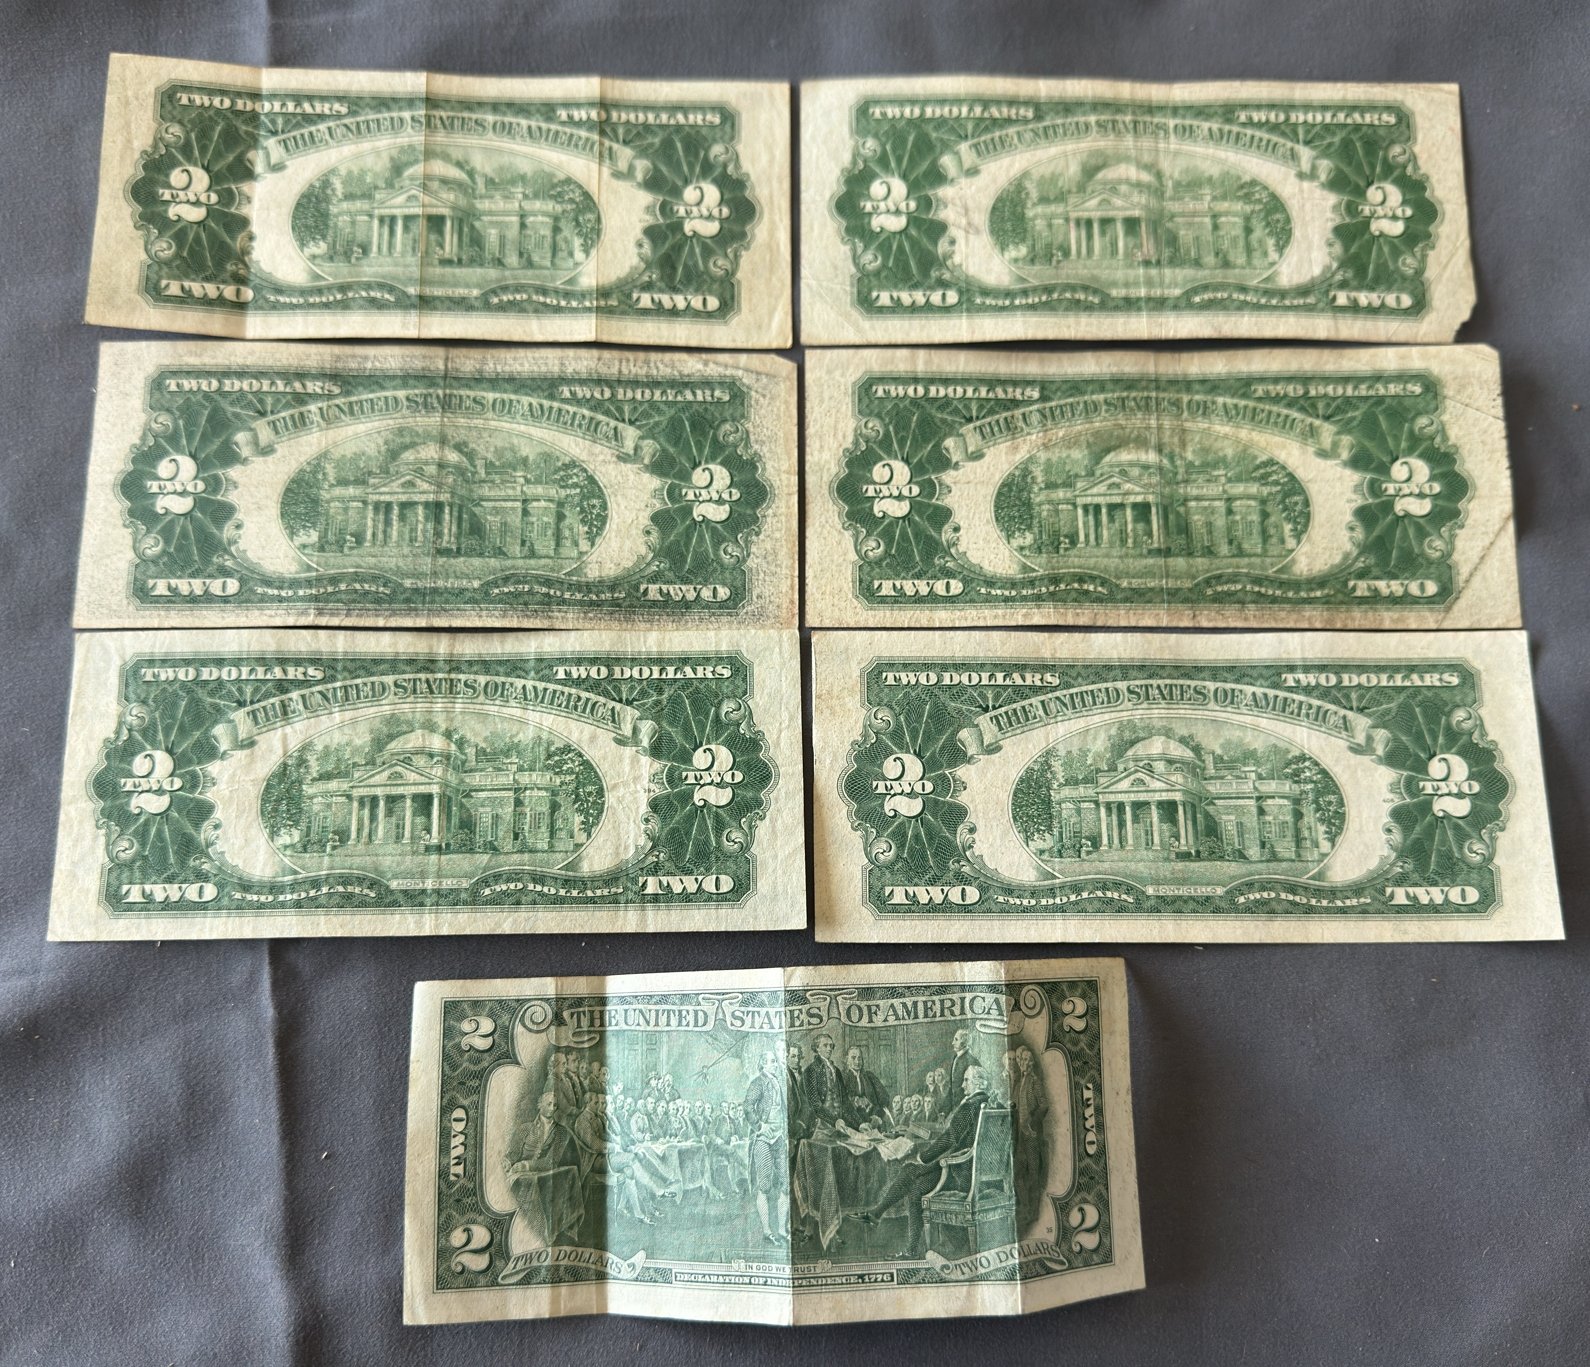 TWO DOLLARS TWO DOLLARS
THE UNITED STATES OF AMERICA
2 TWO 2 TWO
TWO TWO DOLLARS TWO DOLLARS TWO
TWO DOLLARS TWO DOLLARS
THE UNITED STATES OF AMERICA
2 TWO 2 TWO
TWO TWO DOLLARS TWO DOLLARS TWO
TWO DOLLARS TWO DOLLARS
THE UNITED STATES OF AMERICA
2 TWO 2 TWO
TWO TWO DOLLARS TWO DOLLARS TWO
TWO DOLLARS TWO DOLLARS
THE UNITED STATES OF AMERICA
2 TWO 2 TWO
TWO TWO DOLLARS TWO DOLLARS TWO
TWO DOLLARS TWO DOLLARS
THE UNITED STATES OF AMERICA
2 TWO 2 TWO
TWO TWO DOLLARS MONTICELLO TWO DOLLARS TWO
TWO DOLLARS TWO DOLLARS
THE UNITED STATES OF AMERICA
2 TWO 2 TWO
TWO TWO DOLLARS MONTICELLO TWO DOLLARS TWO
2 THE UNITED STATES OF AMERICA 2
TWO TWO
2 TWO DOLLARS IN GOD WE TRUST TWO DOLLARS 2
DECLARATION OF INDEPENDENCE, 1776